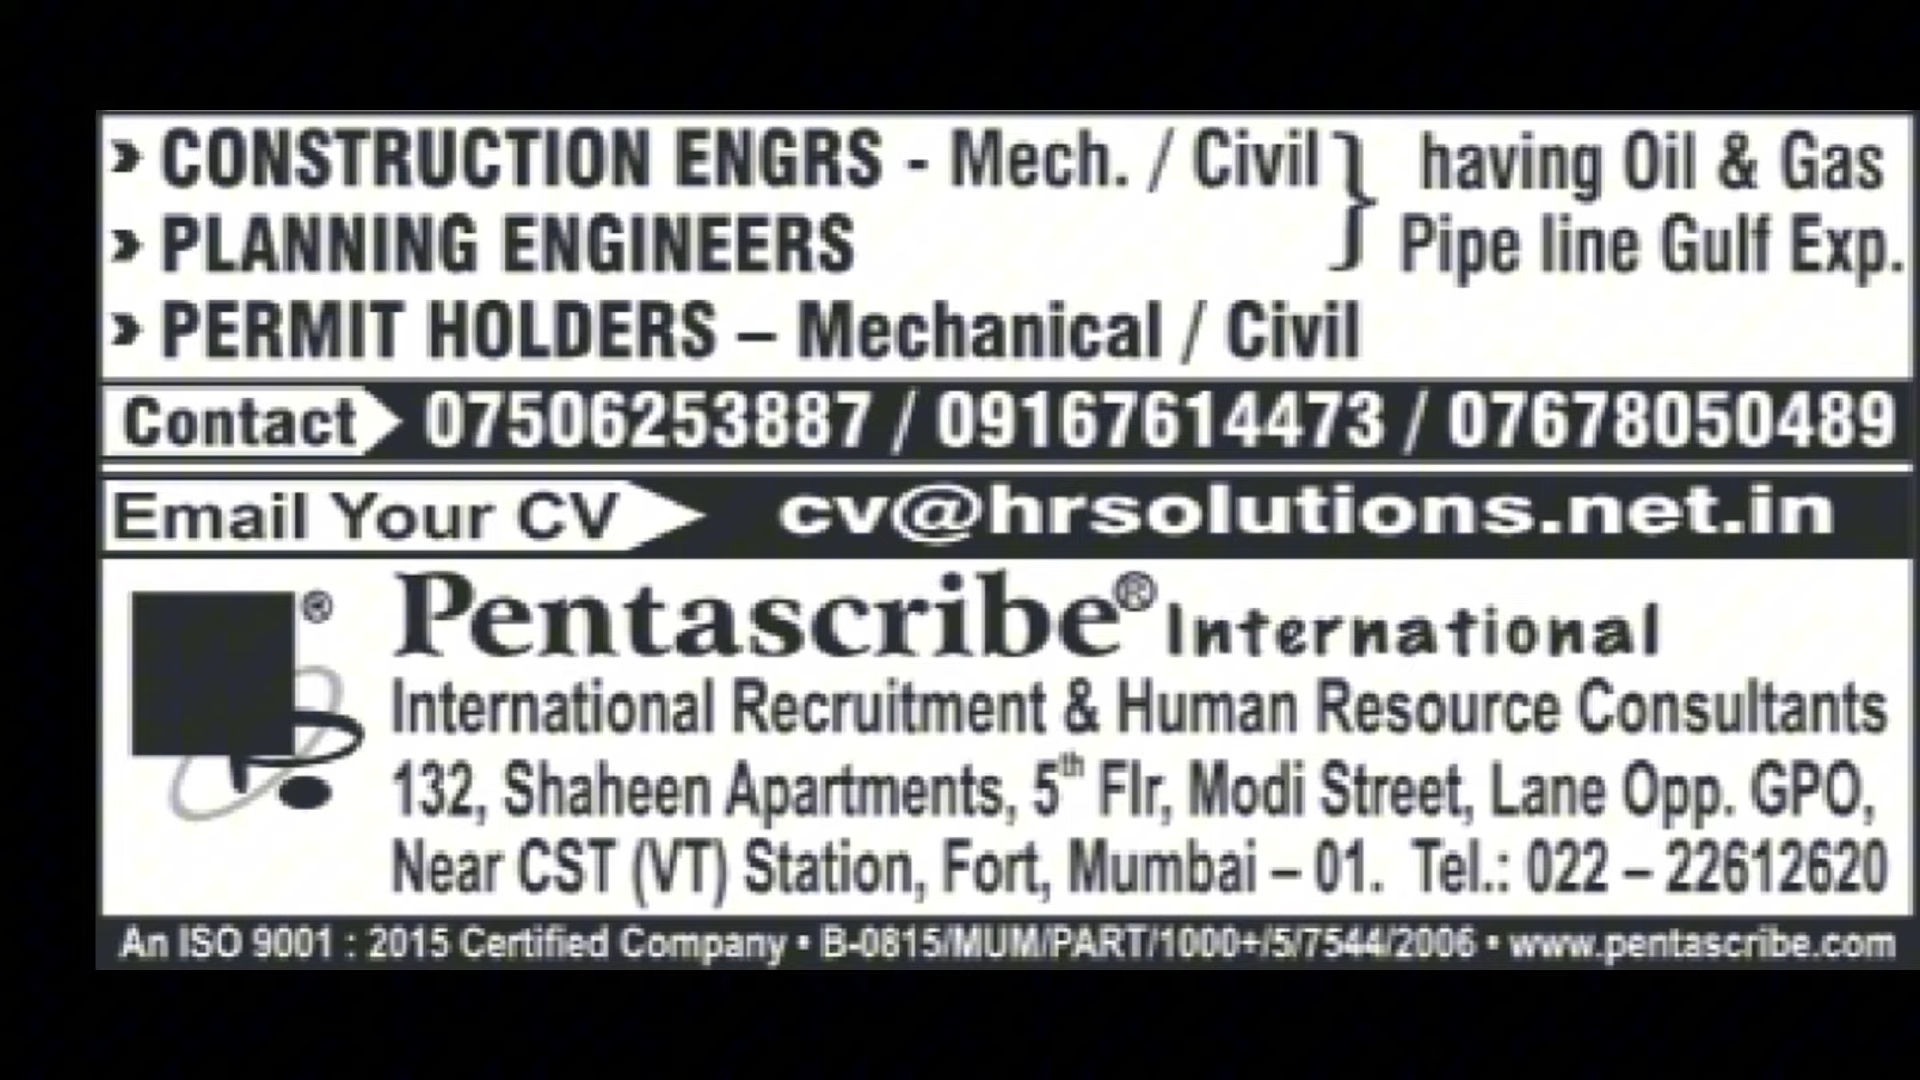 › CONSTRUCTION ENGRS - Mech. / Civil } having Oil & Gas
› PLANNING ENGINEERS Pipe line Gulf Exp.
› PERMIT HOLDERS – Mechanical / Civil
Contact 07506253887 / 09167614473 / 07678050489
Email Your CV cv@hrsolutions.net.in
® Pentascribe® International
International Recruitment & Human Resource Consultants
132, Shaheen Apartments, 5th Flr, Modi Street, Lane Opp. GPO,
Near CST (VT) Station, Fort, Mumbai – 01. Tel.: 022 – 22612620
An ISO 9001 : 2015 Certified Company • B-0815/MUM/PART/1000+/5/7544/2006 • www.pentascribe.com